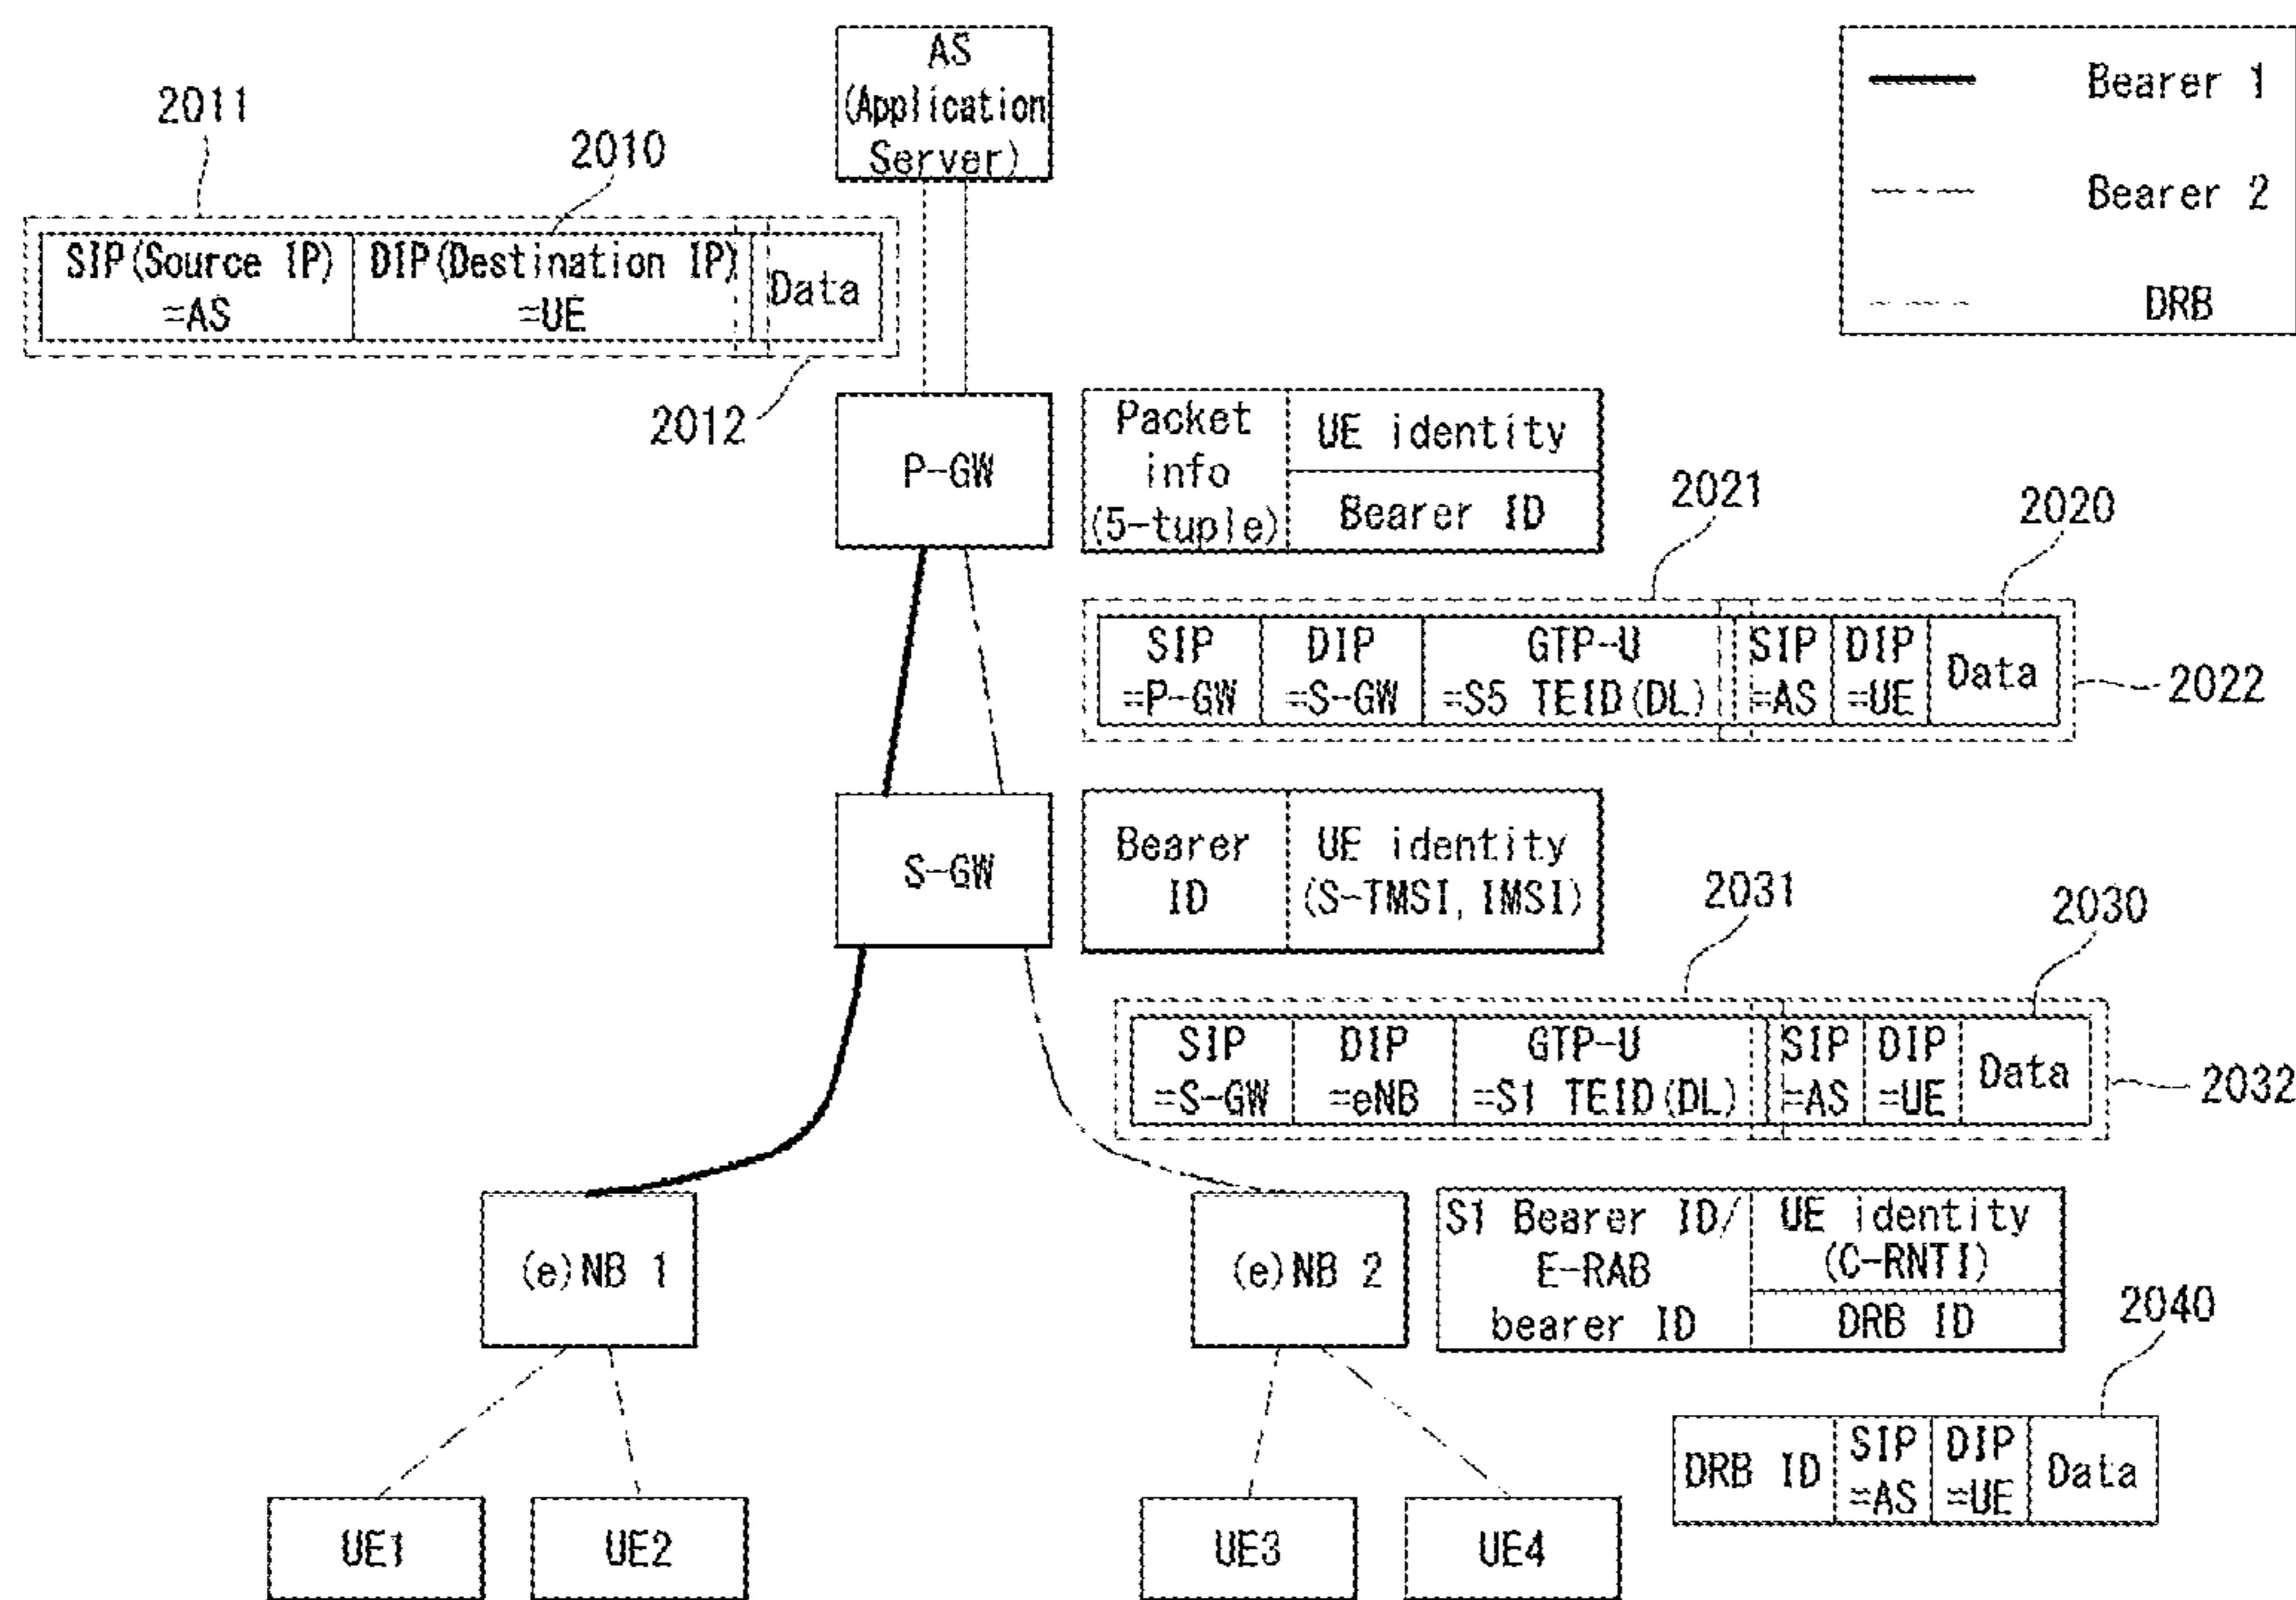 AS
(Application
Server)
Bearer 1
Bearer 2
DRB
2011
2010
SIP(Source IP)
=AS
DIP(Destination IP)
=UE
Data
2012
P-GW
Packet
info
(5-tuple)
UE identity
Bearer ID
2021
2020
SIP
=P-GW
DIP
=S-GW
GTP-U
=S5 TEID(DL)
SIP
=AS
DIP
=UE
Data
2022
S-GW
Bearer
ID
UE identity
(S-TMSI, IMSI)
2031
2030
SIP
=S-GW
DIP
=eNB
GTP-U
=S1 TEID(DL)
SIP
=AS
DIP
=UE
Data
2032
(e)NB 1
(e)NB 2
S1 Bearer ID/
E-RAB
bearer ID
UE identity
(C-RNTI)
DRB ID
2040
DRB ID
SIP
=AS
DIP
=UE
Data
UE1
UE2
UE3
UE4